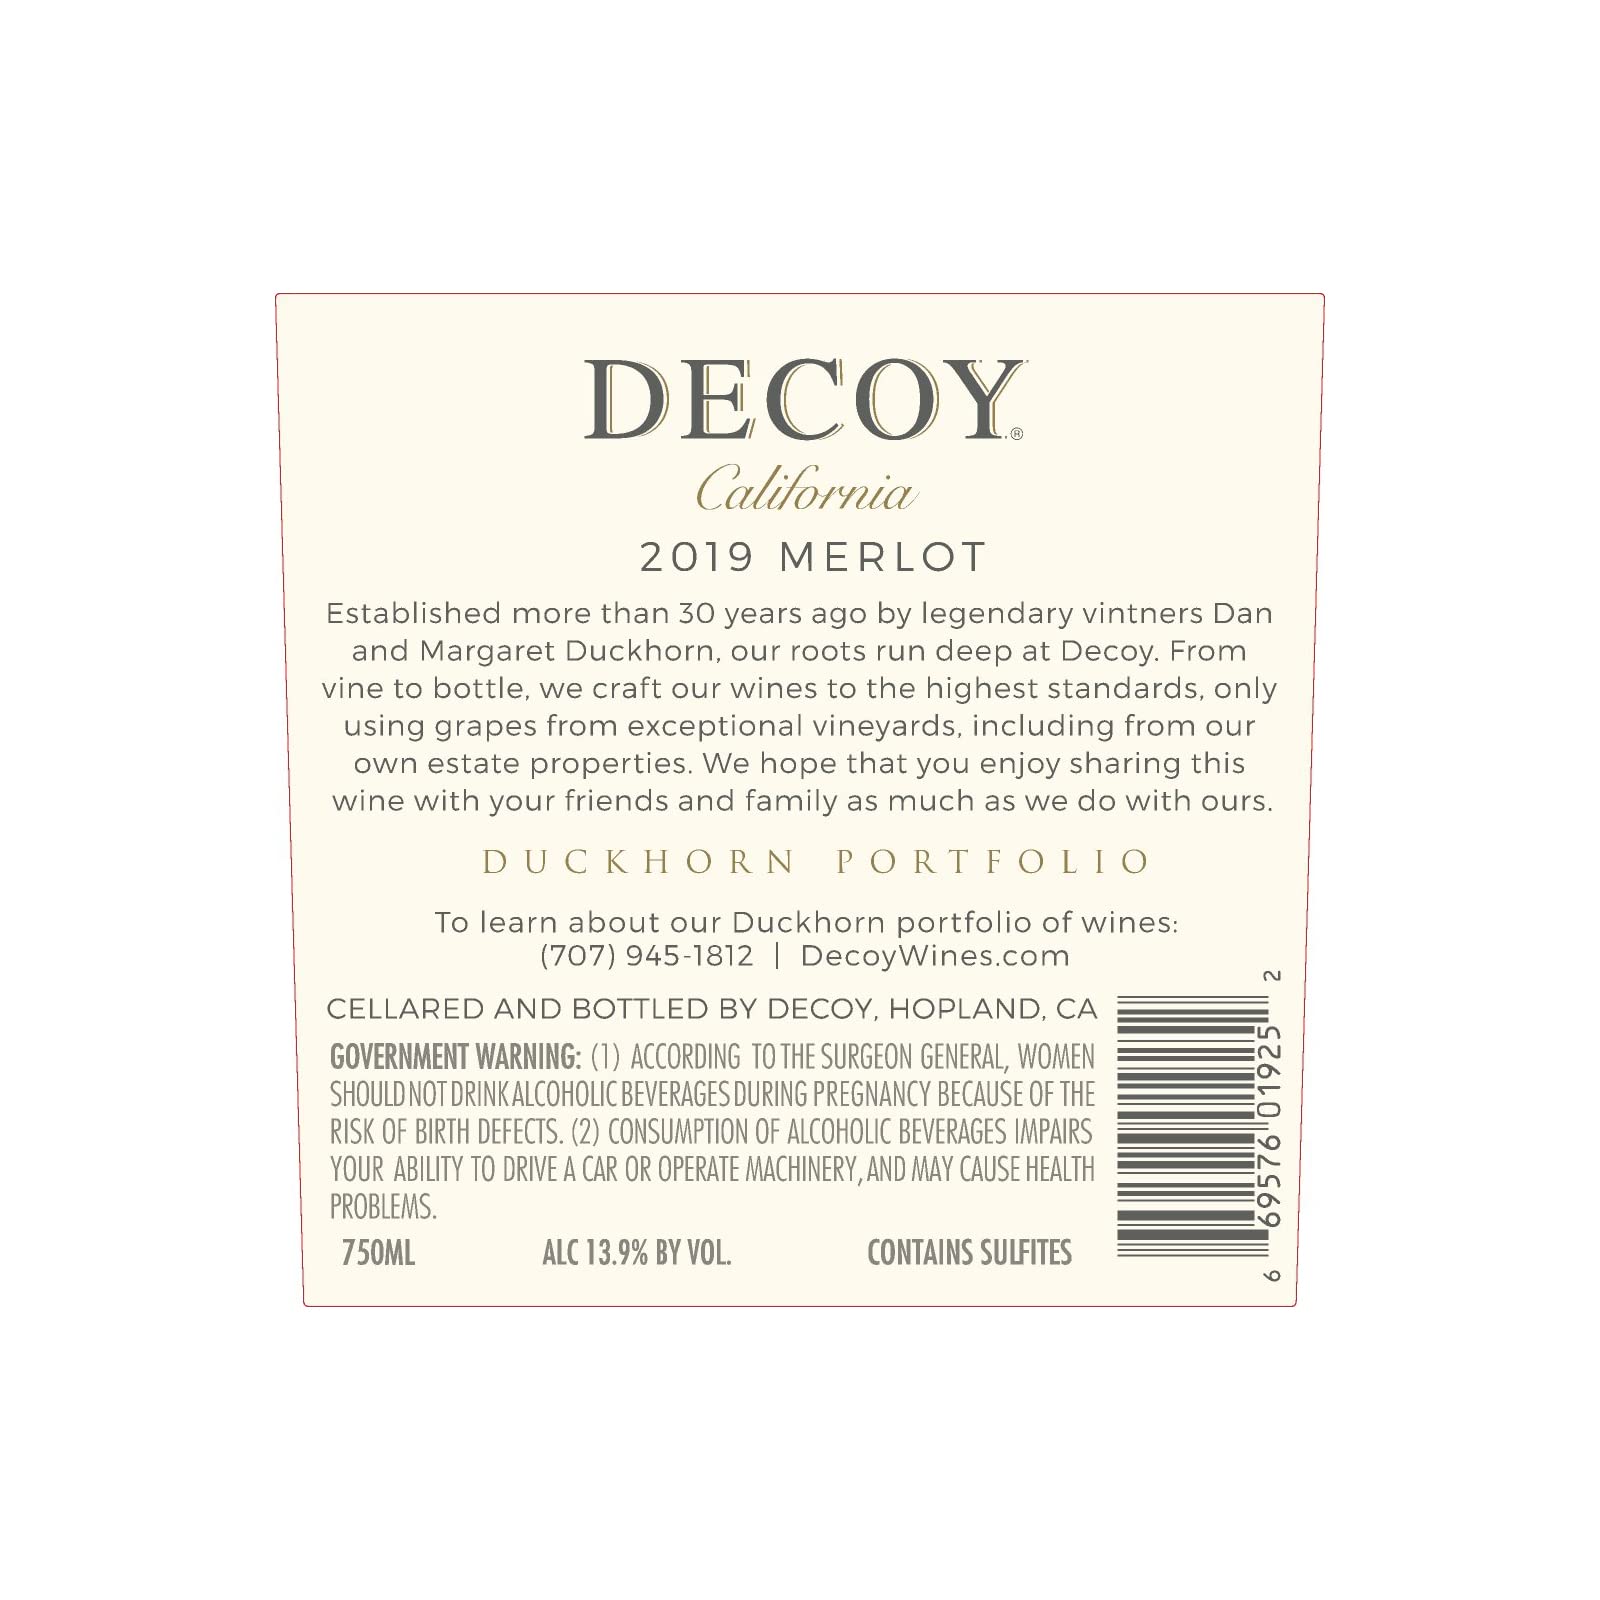 DECOY®
California
2019 MERLOT
Established more than 30 years ago by legendary vintners Dan
and Margaret Duckhorn, our roots run deep at Decoy. From
vine to bottle, we craft our wines to the highest standards, only
using grapes from exceptional vineyards, including from our
own estate properties. We hope that you enjoy sharing this
wine with your friends and family as much as we do with ours.
DUCKHORN PORTFOLIO
To learn about our Duckhorn portfolio of wines:
(707) 945-1812 | DecoyWines.com
CELLARED AND BOTTLED BY DECOY, HOPLAND, CA
GOVERNMENT WARNING: (1) ACCORDING TO THE SURGEON GENERAL, WOMEN
SHOULD NOT DRINK ALCOHOLIC BEVERAGES DURING PREGNANCY BECAUSE OF THE
RISK OF BIRTH DEFECTS. (2) CONSUMPTION OF ALCOHOLIC BEVERAGES IMPAIRS
YOUR ABILITY TO DRIVE A CAR OR OPERATE MACHINERY, AND MAY CAUSE HEALTH
PROBLEMS.
750ML ALC 13.9% BY VOL. CONTAINS SULFITES
6 69576 01925 2